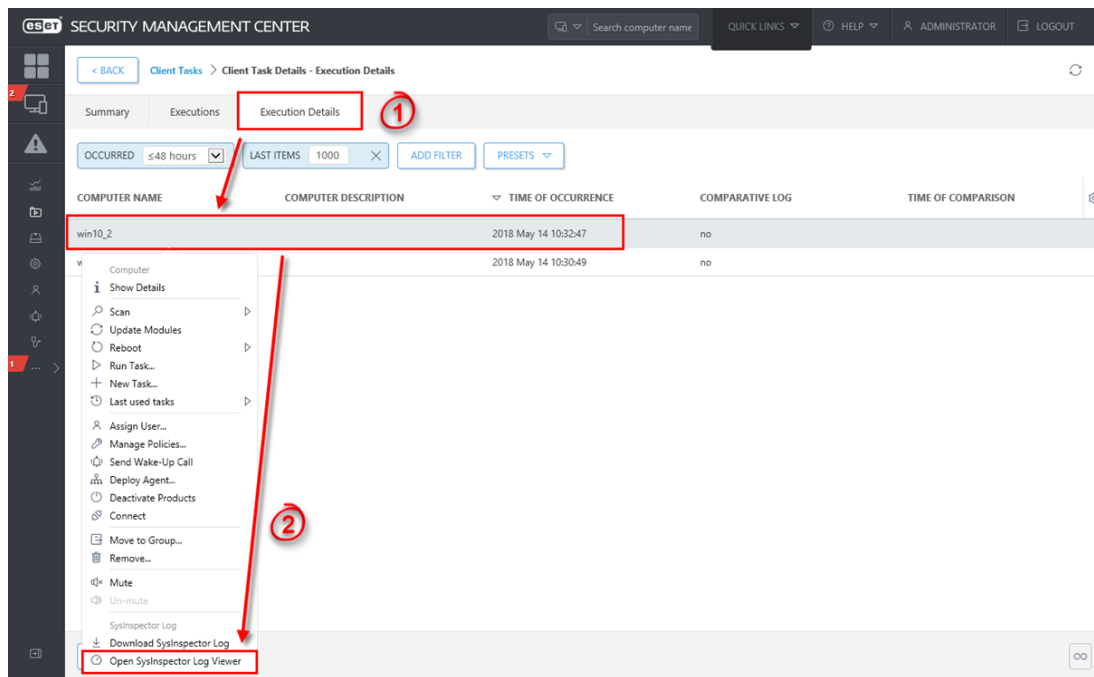 eset SECURITY MANAGEMENT CENTER
Search computer name
QUICK LINKS
HELP
ADMINISTRATOR
LOGOUT
2
< BACK
Client Tasks > Client Task Details - Execution Details
Summary
Executions
Execution Details
1
OCCURRED ≤48 hours
LAST ITEMS 1000
ADD FILTER
PRESETS
COMPUTER NAME
COMPUTER DESCRIPTION
TIME OF OCCURRENCE
COMPARATIVE LOG
TIME OF COMPARISON
win10_2
2018 May 14 10:32:47
no
2018 May 14 10:30:49
no
Computer
Show Details
Scan
Update Modules
Reboot
Run Task...
New Task...
Last used tasks
1
...
Assign User...
Manage Policies...
Send Wake-Up Call
Deploy Agent...
Deactivate Products
Connect
2
Move to Group...
Remove...
Mute
Un-mute
SysInspector Log
Download SysInspector Log
Open SysInspector Log Viewer